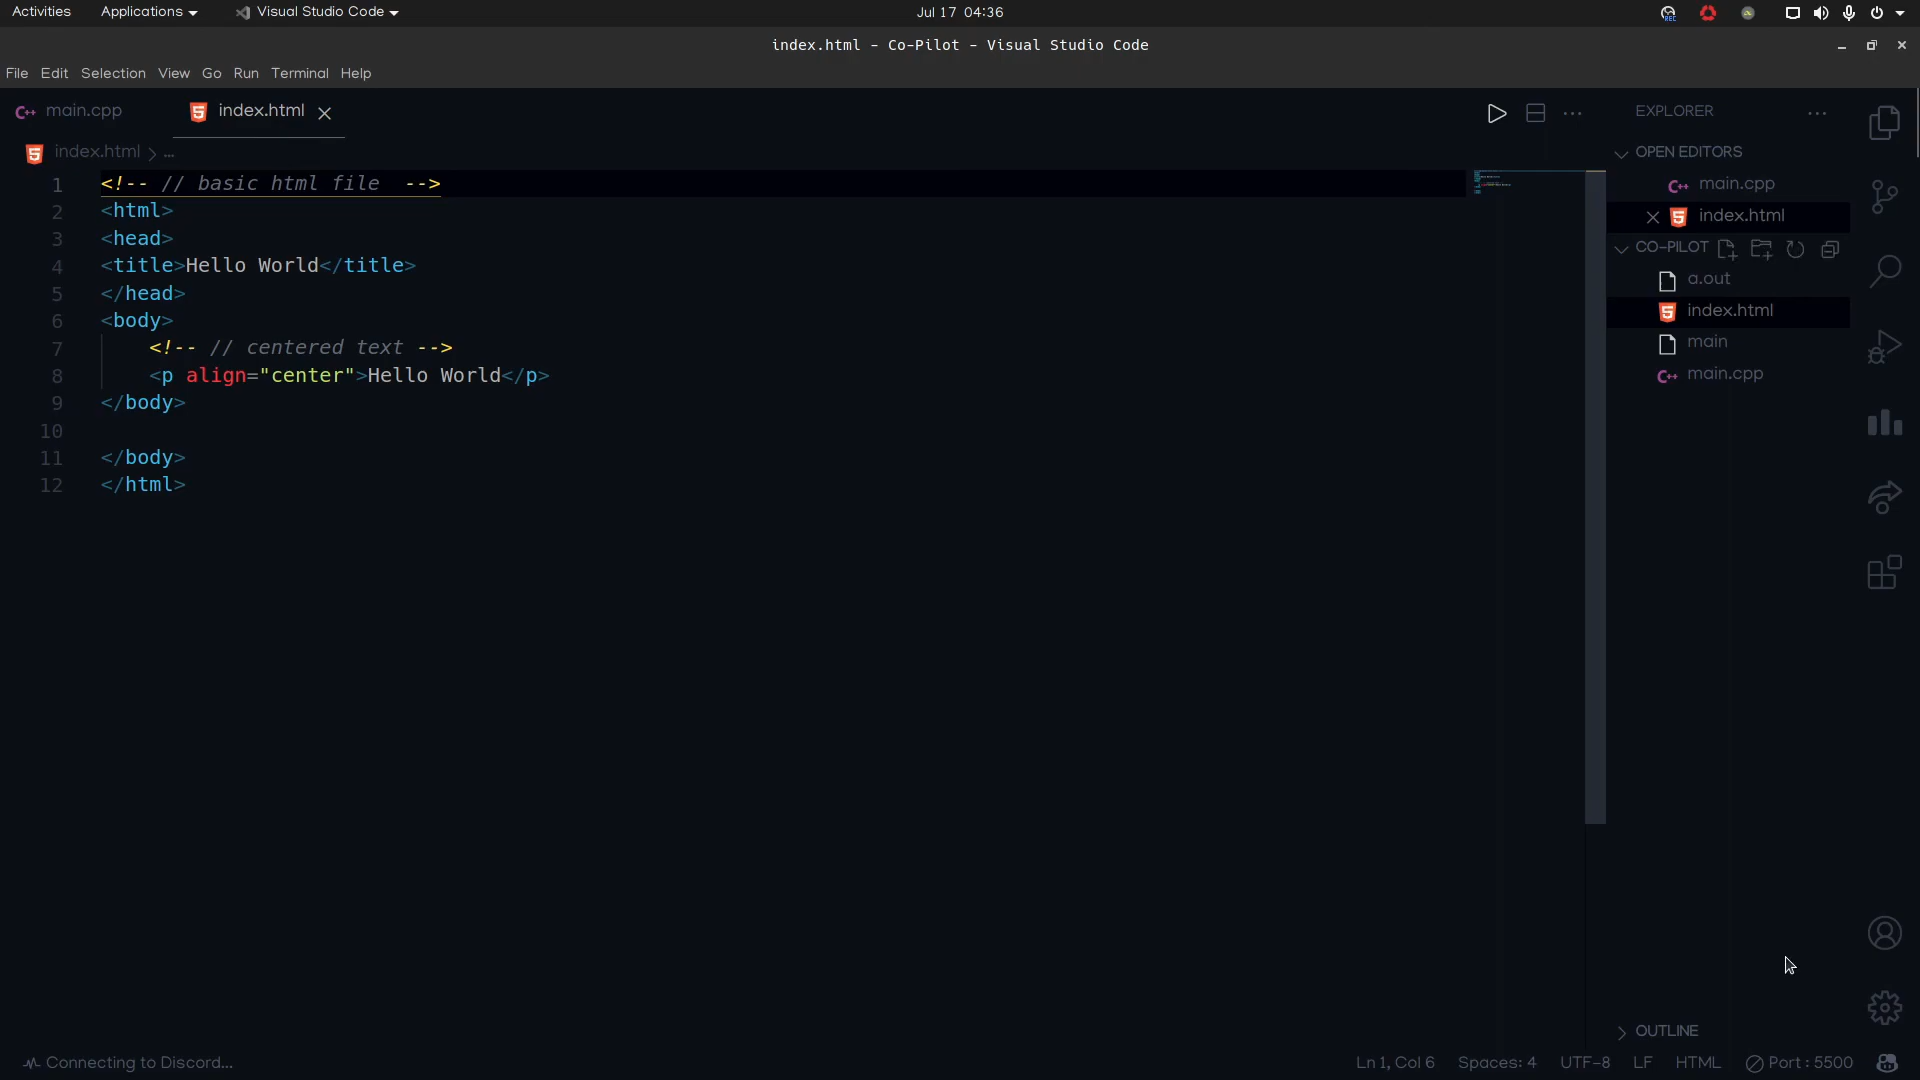 Activities Applications Visual Studio Code Jul 17 04:36 REC
index.html - Co-Pilot - Visual Studio Code
File Edit Selection View Go Run Terminal Help
main.cpp index.html
index.html > ...
1 <!-- // basic html file  -->
2 <html>
3 <head>
4 <title>Hello World</title>
5 </head>
6 <body>
7     <!-- // centered text -->
8     <p align="center">Hello World</p>
9 </body>
10
11 </body>
12 </html>
EXPLORER
OPEN EDITORS
main.cpp
index.html
CO-PILOT
a.out
index.html
main
main.cpp
OUTLINE
Connecting to Discord... Ln 1, Col 6 Spaces: 4 UTF-8 LF HTML Port : 5500